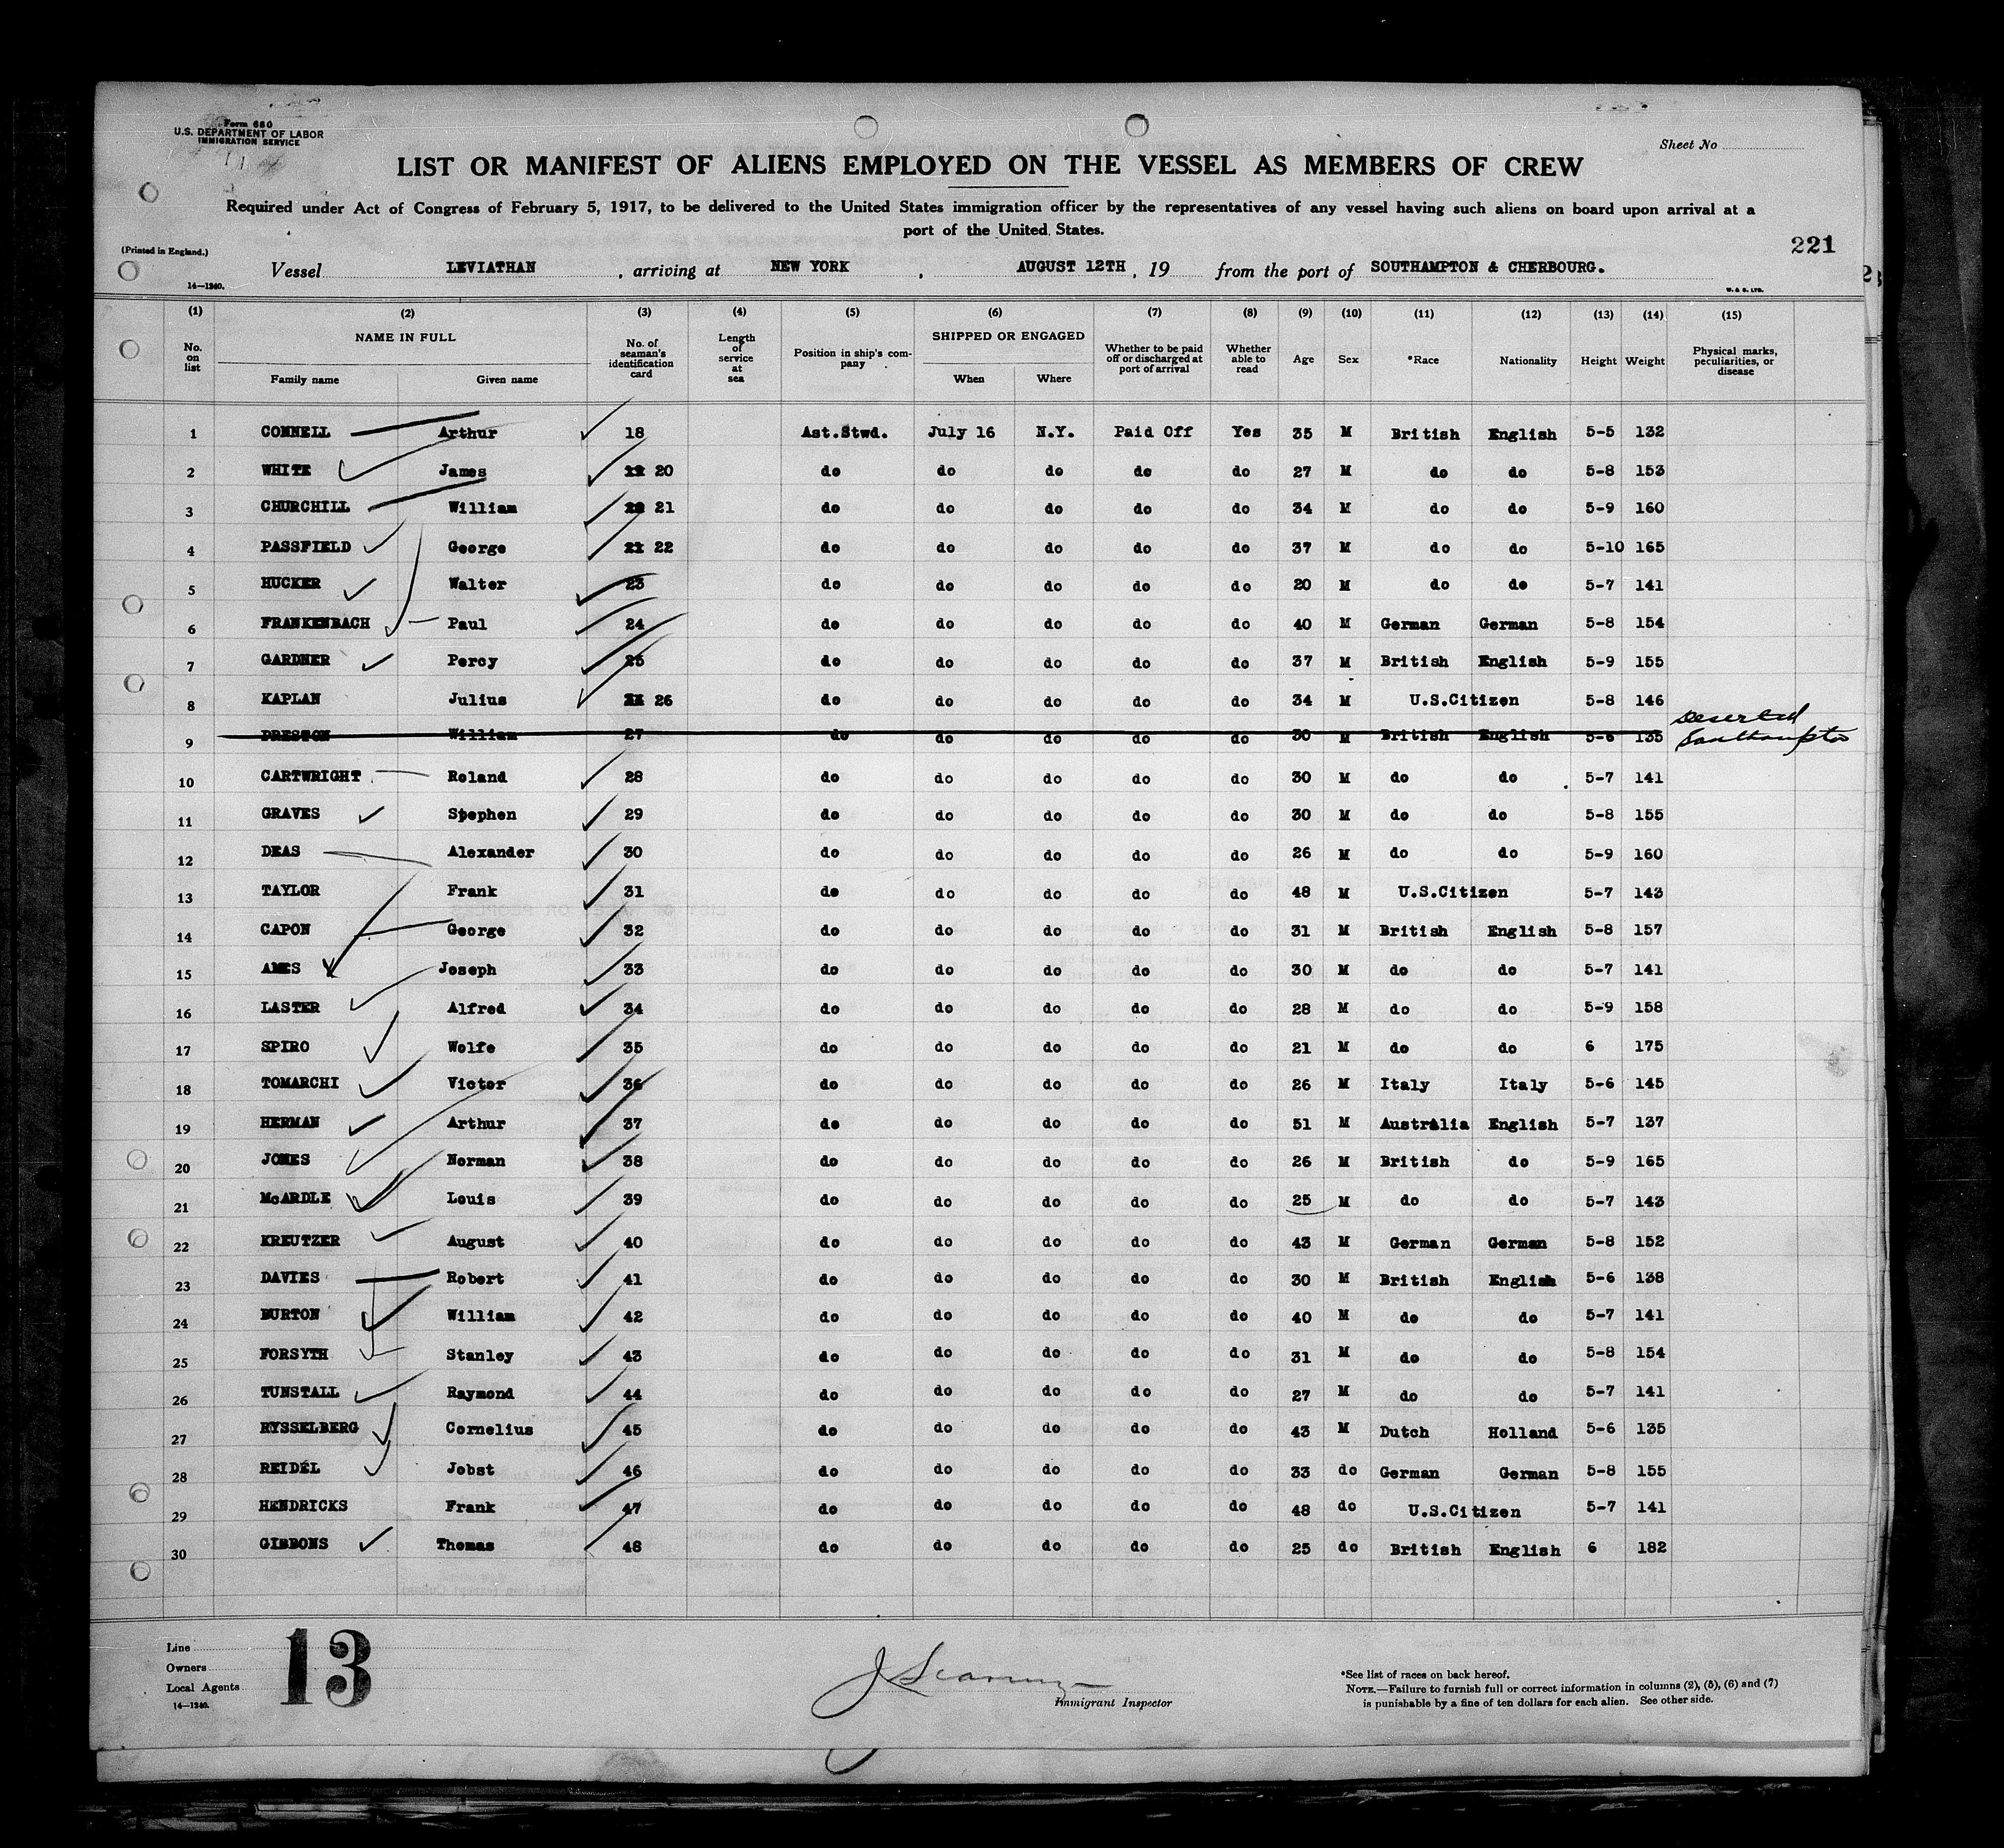 Form 680
U.S. DEPARTMENT OF LABOR
IMMIGRATION SERVICE
Sheet No
LIST OR MANIFEST OF ALIENS EMPLOYED ON THE VESSEL AS MEMBERS OF CREW
Required under Act of Congress of February 5, 1917, to be delivered to the United States immigration officer by the representatives of any vessel having such aliens on board upon arrival at a
port of the United States.
(Printed in England.)
221
Vessel LEVIATHAN , arriving at NEW YORK , AUGUST 12TH , 19 from the port of SOUTHAMPTON & CHERBOURG.
14—1240.
W. & S. LTD.
(1) (2) (3) (4) (5) (6) (7) (8) (9) (10) (11) (12) (13) (14) (15)
No. on list NAME IN FULL Family name Given name No. of seaman's identification card Length of service at sea Position in ship's company SHIPPED OR ENGAGED When Where Whether to be paid off or discharged at port of arrival Whether able to read Age Sex *Race Nationality Height Weight Physical marks, peculiarities, or disease
1 CONNELL Arthur 18 Ast.Stwd. July 16 N.Y. Paid Off Yes 35 M British English 5-5 132
2 WHITE James 20 do do do do do 27 M do do 5-8 153
3 CHURCHILL William 21 do do do do do 34 M do do 5-9 160
4 PASSFIELD George 22 do do do do do 37 M do do 5-10 165
5 HUCKER Walter 23 do do do do do 20 M do do 5-7 141
6 FRANKENBACH Paul 24 do do do do do 40 M German German 5-8 154
7 GARDNER Percy 25 do do do do do 37 M British English 5-9 155
8 KAPLAN Julius 26 do do do do do 34 M U.S.Citizen 5-8 146
9 PRESTON William 27 do do do do do 30 M British English 5-6 135 Deserted Southampton
10 CARTWRIGHT Roland 28 do do do do do 30 M do do 5-7 141
11 GRAVES Stephen 29 do do do do do 30 M do do 5-8 155
12 DEAS Alexander 30 do do do do do 26 M do do 5-9 160
13 TAYLOR Frank 31 do do do do do 48 M U.S.Citizen 5-7 143
14 CAPON George 32 do do do do do 31 M British English 5-8 157
15 AMES Joseph 33 do do do do do 30 M do do 5-7 141
16 LASTER Alfred 34 do do do do do 28 M do do 5-9 158
17 SPIRO Wolfe 35 do do do do do 21 M do do 6 175
18 TOMARCHI Victor 36 do do do do do 26 M Italy Italy 5-6 145
19 HERMAN Arthur 37 do do do do do 51 M Australia English 5-7 137
20 JONES Norman 38 do do do do do 26 M British do 5-9 165
21 McARDLE Louis 39 do do do do do 25 M do do 5-7 143
22 KREUTZER August 40 do do do do do 43 M German German 5-8 152
23 DAVIES Robert 41 do do do do do 30 M British English 5-6 138
24 BURTON William 42 do do do do do 40 M do do 5-7 141
25 FORSYTH Stanley 43 do do do do do 31 M do do 5-8 154
26 TUNSTALL Raymond 44 do do do do do 27 M do do 5-7 141
27 RYSSELBERG Cornelius 45 do do do do do 43 M Dutch Holland 5-6 135
28 REIDEL Jobst 46 do do do do do 33 do German German 5-8 155
29 HENDRICKS Frank 47 do do do do do 48 do U.S.Citizen 5-7 141
30 GIBBONS Thomas 48 do do do do do 25 do British English 6 182
Line
Owners
Local Agents
14—1240.
13
Immigrant Inspector
*See list of races on back hereof.
NOTE.—Failure to furnish full or correct information in columns (2), (5), (6) and (7)
is punishable by a fine of ten dollars for each alien. See other side.